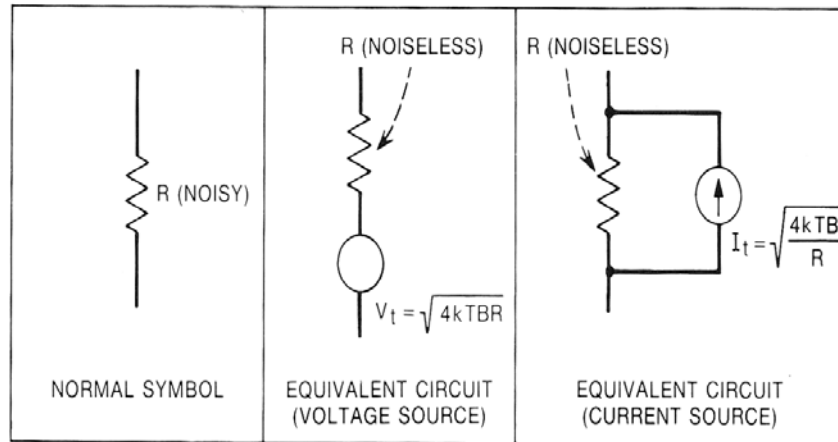 R (NOISY)
NORMAL SYMBOL
R (NOISELESS)
V_t = √4kTBR
EQUIVALENT CIRCUIT
(VOLTAGE SOURCE)
R (NOISELESS)
I_t = √4kTB/R
EQUIVALENT CIRCUIT
(CURRENT SOURCE)